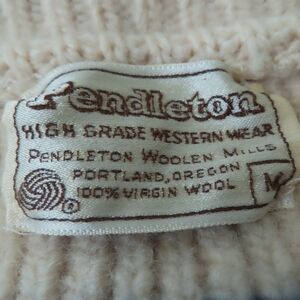 Pendleton
HIGH GRADE WESTERN WEAR
PENDLETON WOOLEN MILLS
PORTLAND, OREGON
100% VIRGIN WOOL
M